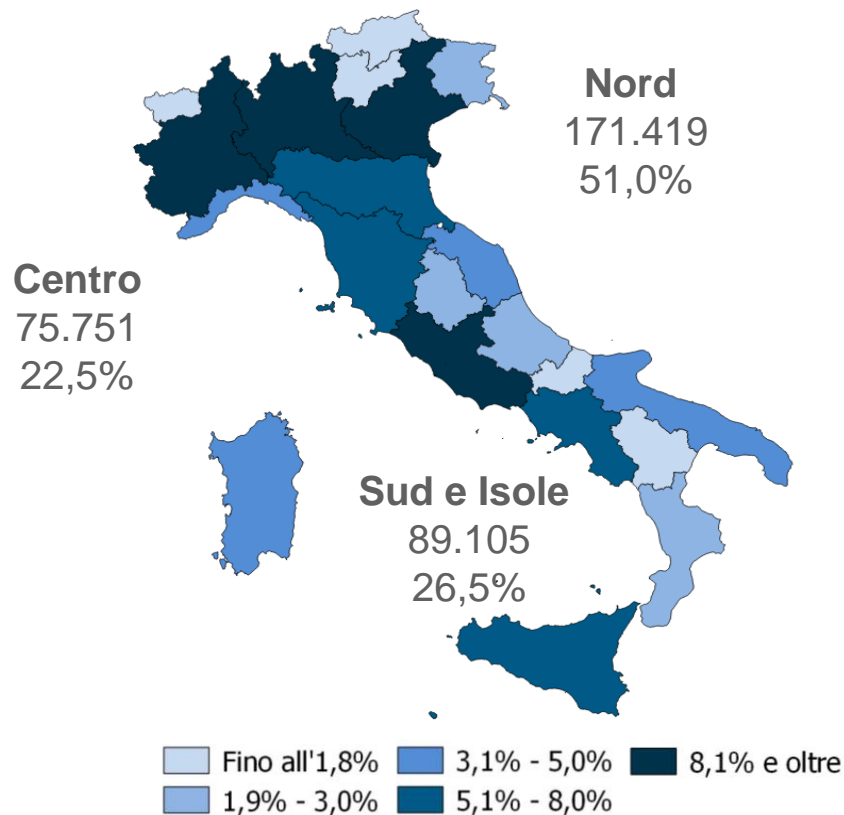 Nord
171.419
51,0%
Centro
75.751
22,5%
Sud e Isole
89.105
26,5%
Fino all'1,8%
3,1% - 5,0%
8,1% e oltre
1,9% - 3,0%
5,1% - 8,0%